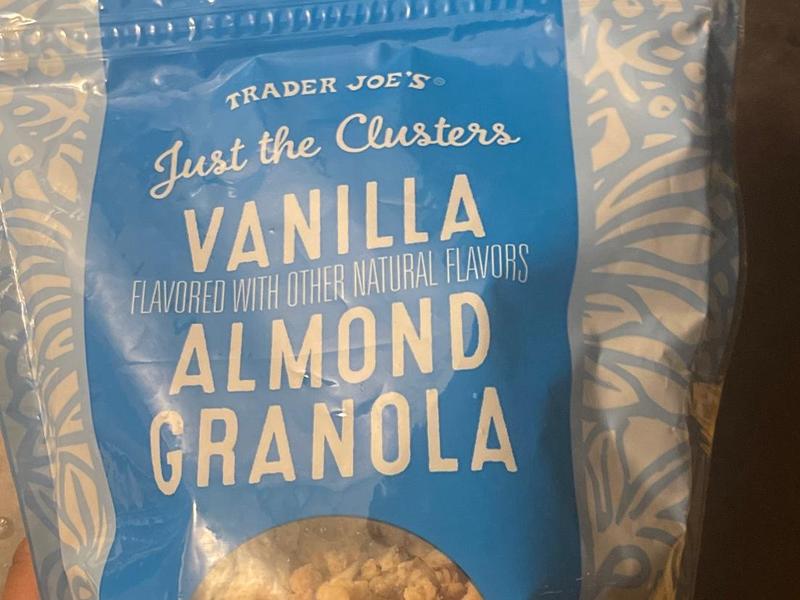 TRADER JOE'S®
Just the Clusters
VANILLA
FLAVORED WITH OTHER NATURAL FLAVORS
ALMOND
GRANOLA